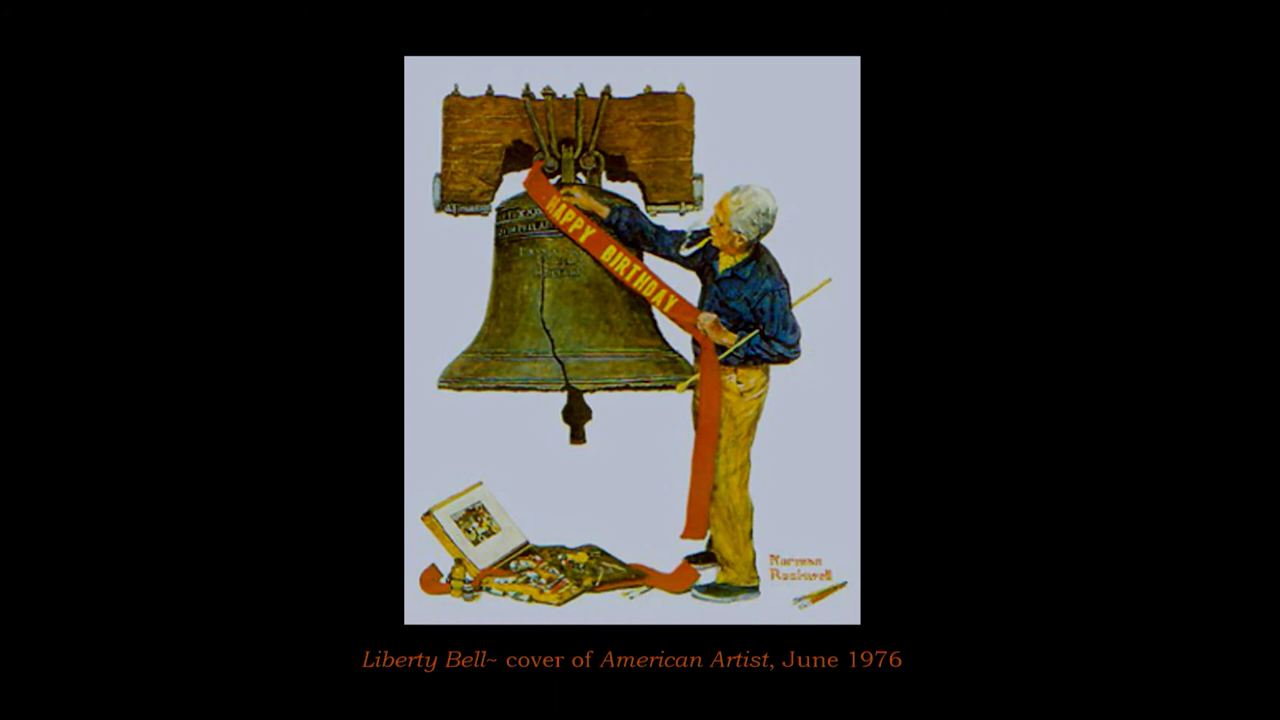 HAPPY BIRTHDAY
Norman
Rockwell
Liberty Bell~ cover of American Artist, June 1976